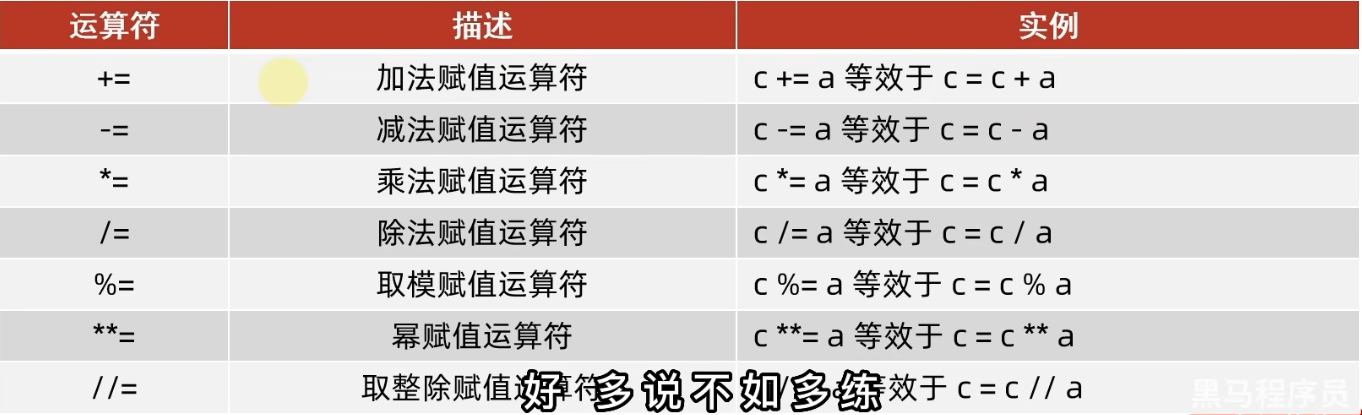 运算符 描述 实例
+= 加法赋值运算符 c += a 等效于 c = c + a
-= 减法赋值运算符 c -= a 等效于 c = c - a
*= 乘法赋值运算符 c *= a 等效于 c = c * a
/= 除法赋值运算符 c /= a 等效于 c = c / a
%= 取模赋值运算符 c %= a 等效于 c = c % a
**= 幂赋值运算符 c **= a 等效于 c = c ** a
//= 取整除赋值运算符 等效于 c = c // a
好 多说不如多练
黑马程序员